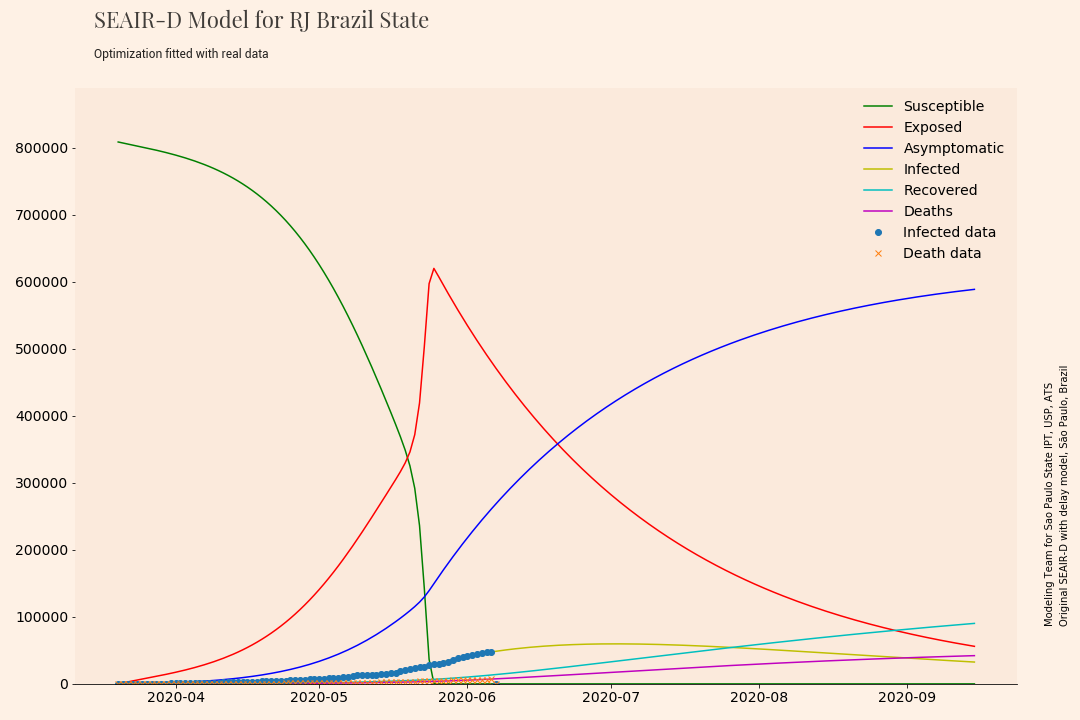 SEAIR-D Model for RJ Brazil State
Optimization fitted with real data
Susceptible
Exposed
Asymptomatic
Infected
Recovered
Deaths
Infected data
Death data
800000
700000
600000
500000
400000
300000
200000
100000
0
2020-04
2020-05
2020-06
2020-07
2020-08
2020-09
Modeling Team for Sao Paulo State IPT, USP, ATS
Original SEAIR-D with delay model, São Paulo, Brazil